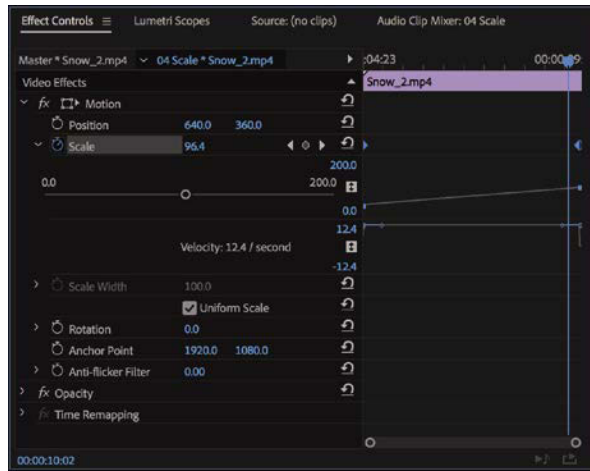 Effect Controls ≡ Lumetri Scopes Source: (no clips) Audio Clip Mixer: 04 Scale
Master * Snow_2.mp4 04 Scale * Snow_2.mp4 :04:23 00:00:09
Video Effects Snow_2.mp4
fx Motion
Position 640.0 360.0
Scale 96.4
200.0
0.0 200.0
0.0
12.4
Velocity: 12.4 / second
-12.4
Scale Width 100.0
Uniform Scale
Rotation 0.0
Anchor Point 1920.0 1080.0
Anti-flicker Filter 0.00
fx Opacity
fx Time Remapping
00:00:10:02